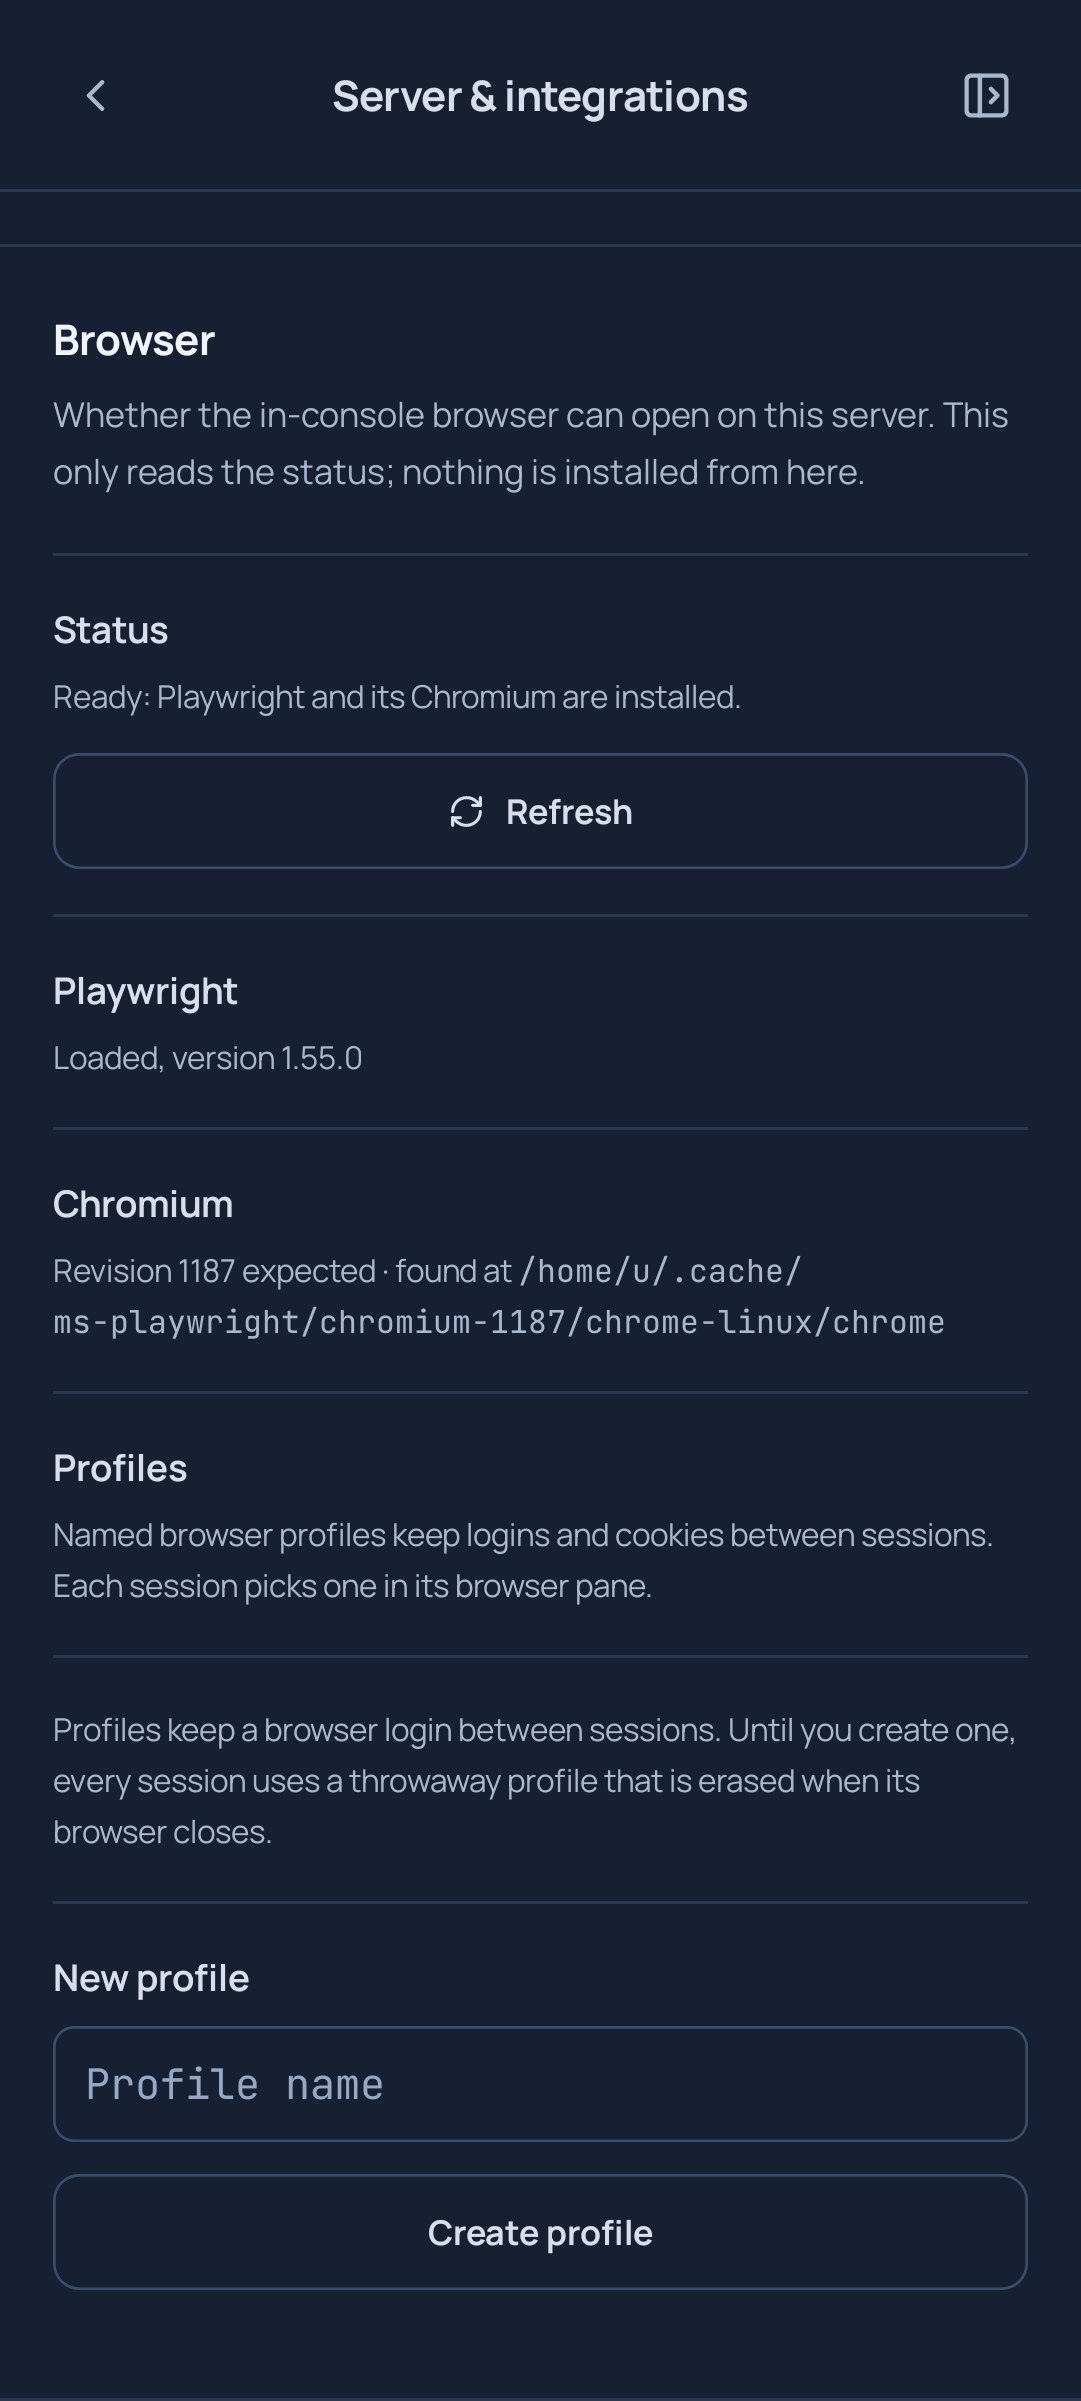 Server & integrations
Browser
Whether the in-console browser can open on this server. This
only reads the status; nothing is installed from here.
Status
Ready: Playwright and its Chromium are installed.
Refresh
Playwright
Loaded, version 1.55.0
Chromium
Revision 1187 expected · found at /home/u/.cache/
ms-playwright/chromium-1187/chrome-linux/chrome
Profiles
Named browser profiles keep logins and cookies between sessions.
Each session picks one in its browser pane.
Profiles keep a browser login between sessions. Until you create one,
every session uses a throwaway profile that is erased when its
browser closes.
New profile
Profile name
Create profile